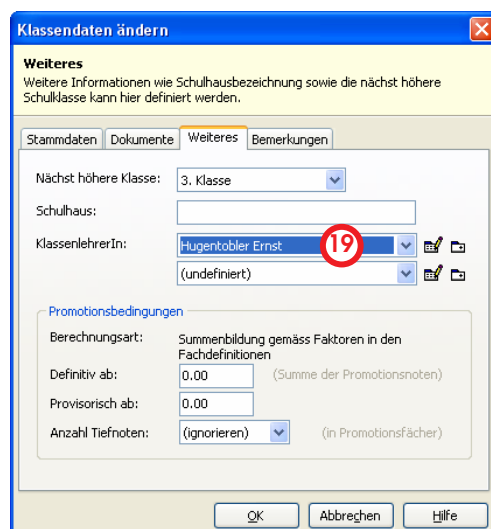 Klassendaten ändern
Weiteres
Weitere Informationen wie Schulhausbezeichnung sowie die nächst höhere
Schulklasse kann hier definiert werden.
Stammdaten Dokumente Weiteres Bemerkungen
Nächst höhere Klasse: 3. Klasse
Schulhaus:
KlassenlehrerIn: Hugentobler Ernst 19
(undefiniert)
Promotionsbedingungen
Berechnungsart: Summenbildung gemäss Faktoren in den
Fachdefinitionen
Definitiv ab: 0.00 (Summe der Promotionsnoten)
Provisorisch ab: 0.00
Anzahl Tiefnoten: (ignorieren) (in Promotionsfächer)
OK Abbrechen Hilfe